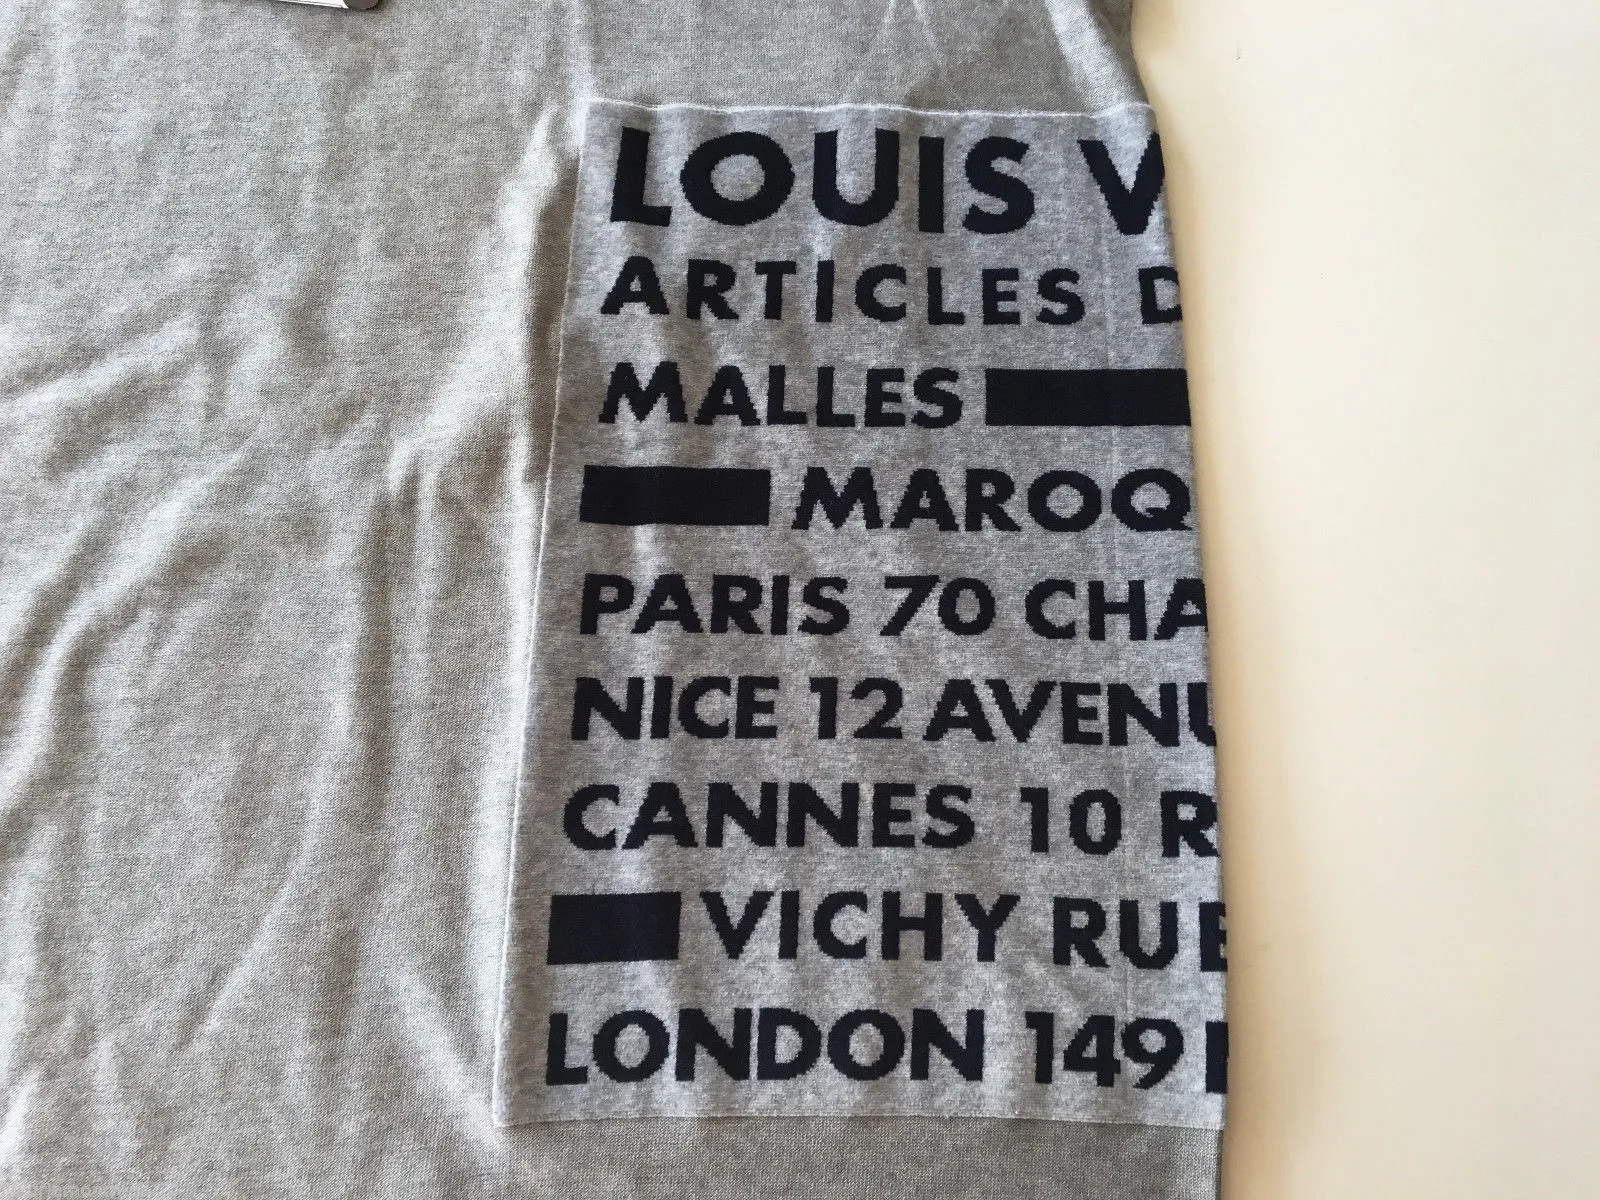 LOUIS V
ARTICLES D
MALLES
MAROQ
PARIS 70 CHA
NICE 12 AVENU
CANNES 10 R
VICHY RUE
LONDON 149